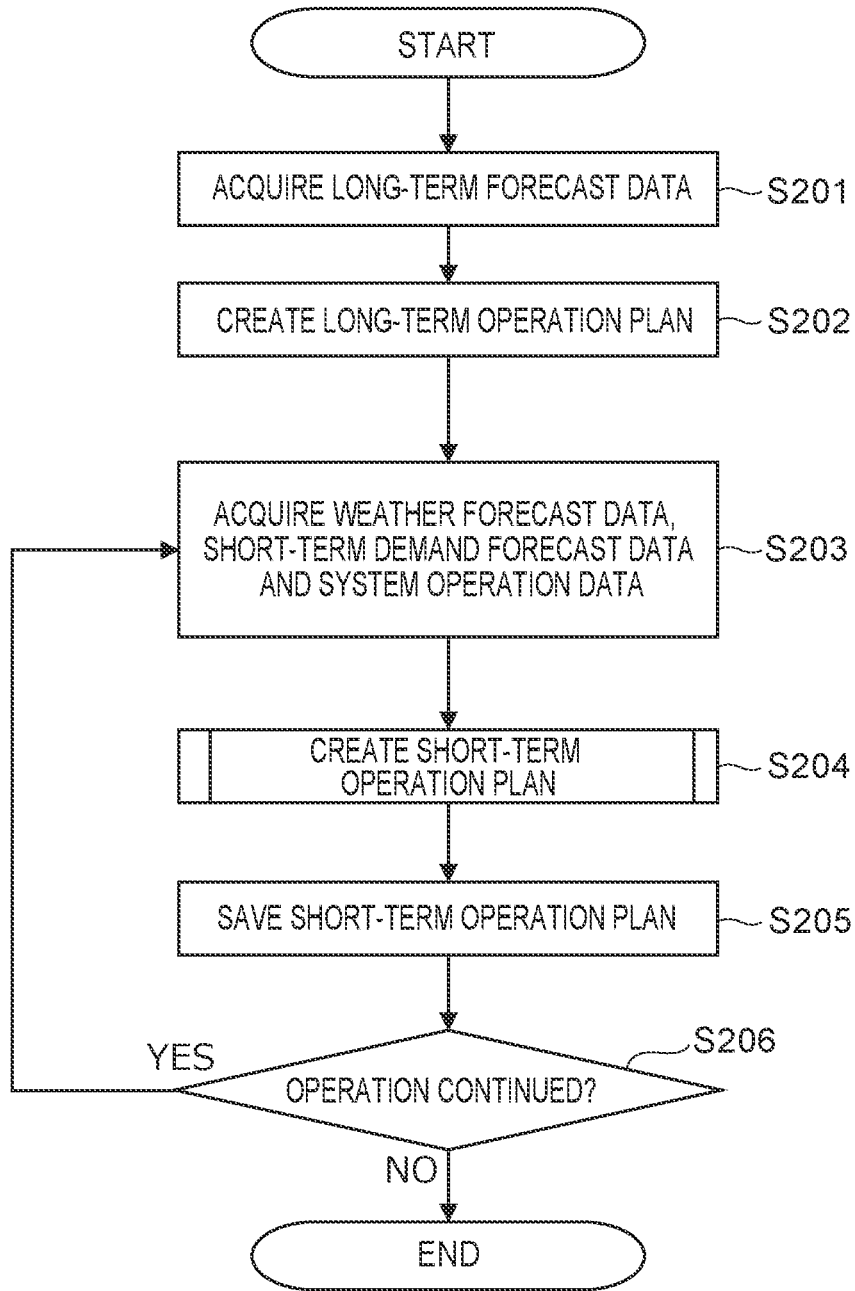 START
ACQUIRE LONG-TERM FORECAST DATA
S201
CREATE LONG-TERM OPERATION PLAN
S202
ACQUIRE WEATHER FORECAST DATA,
SHORT-TERM DEMAND FORECAST DATA
AND SYSTEM OPERATION DATA
S203
CREATE SHORT-TERM
OPERATION PLAN
S204
SAVE SHORT-TERM OPERATION PLAN
S205
S206
YES
OPERATION CONTINUED?
NO
END